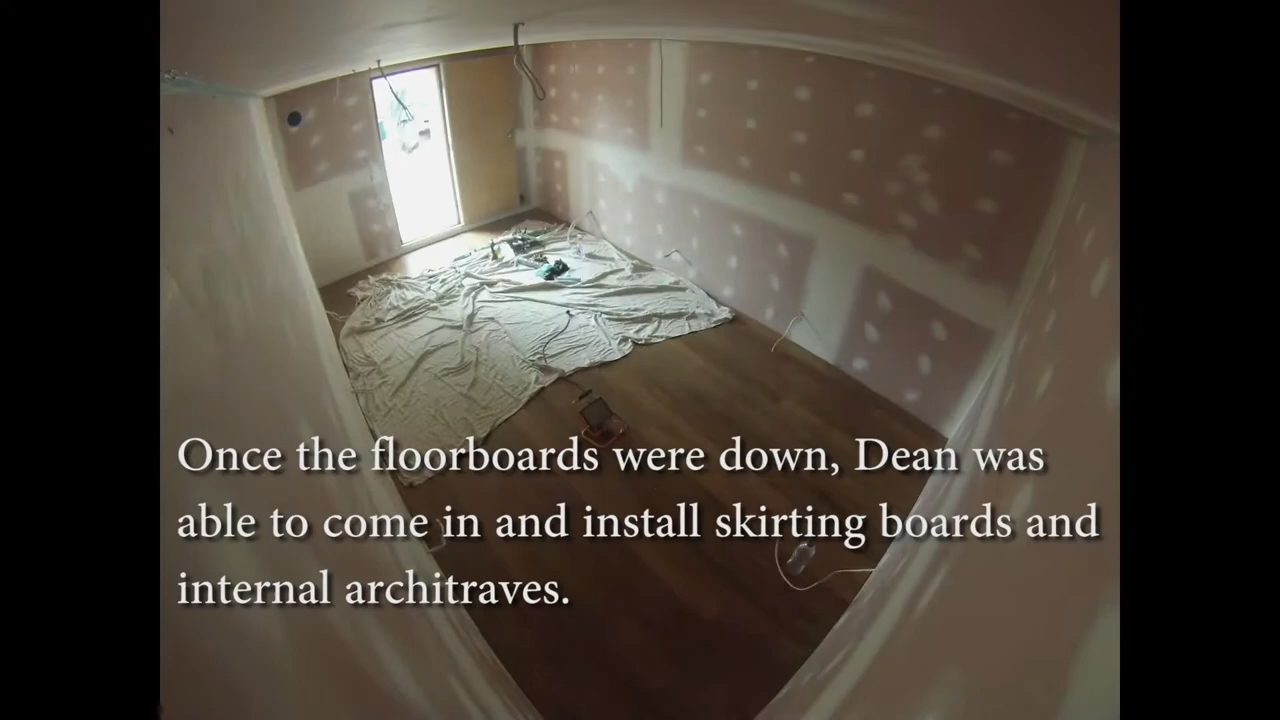 Once the floorboards were down, Dean was
able to come in and install skirting boards and
internal architraves.